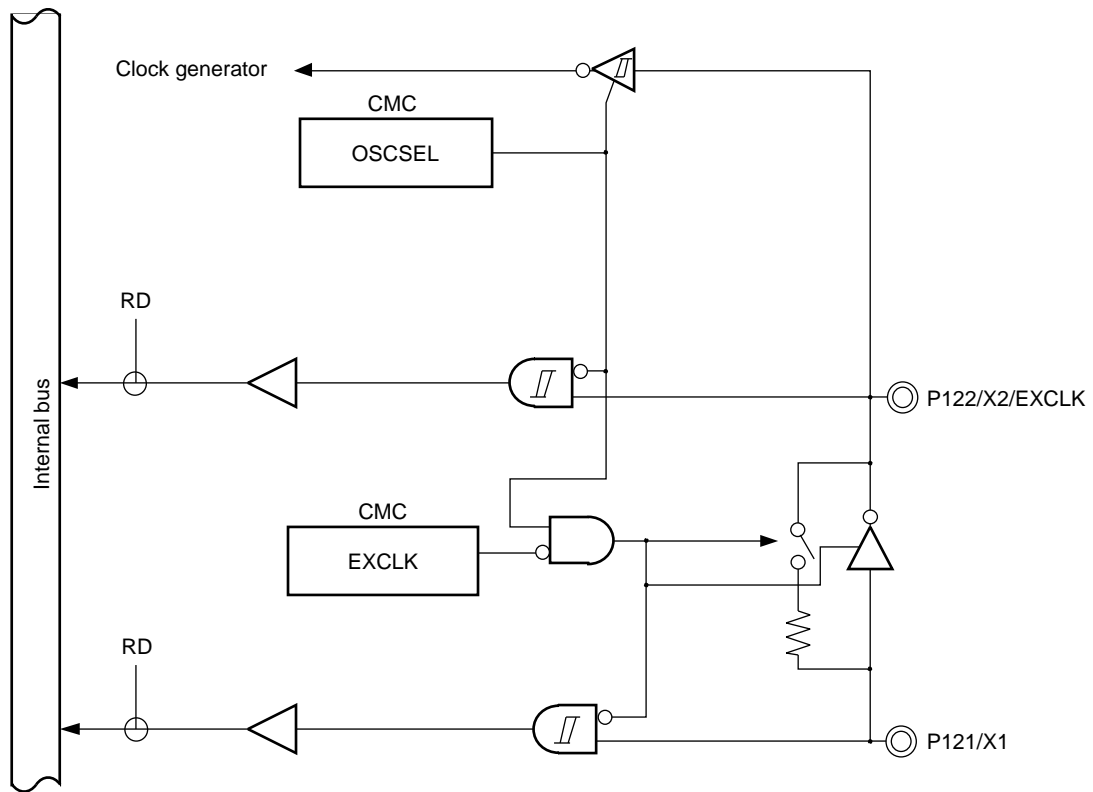 Clock generator
CMC
OSCSEL
RD
P122/X2/EXCLK
Internal bus
CMC
EXCLK
RD
P121/X1